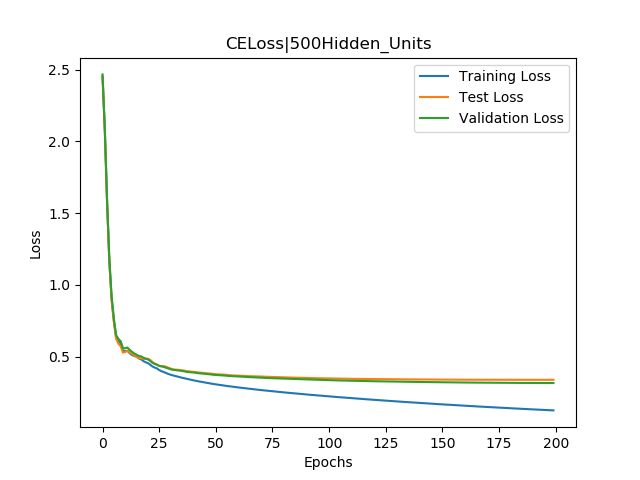 CELoss|500Hidden_Units
Training Loss
Test Loss
Validation Loss
Loss
2.5
2.0
1.5
1.0
0.5
0 25 50 75 100 125 150 175 200
Epochs